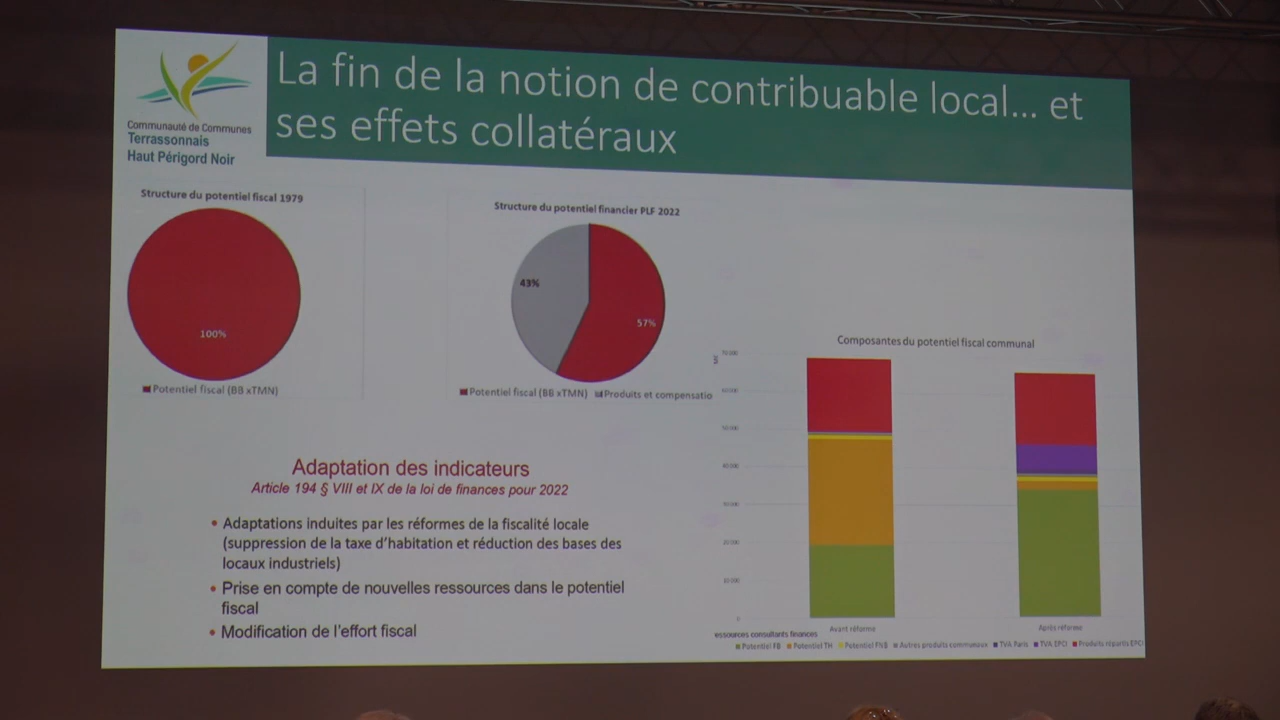 La fin de la notion de contribuable local... et
ses effets collatéraux
Communauté de Communes
Terrassonnais
Haut Périgord Noir
Structure du potentiel fiscal 1979
100%
Potentiel fiscal (BB xTMN)
Structure du potentiel financier PLF 2022
43%
57%
Potentiel fiscal (BB xTMN) Produits et compensatio
Adaptation des indicateurs
Article 194 § VIII et IX de la loi de finances pour 2022
• Adaptations induites par les réformes de la fiscalité locale
(suppression de la taxe d'habitation et réduction des bases des
locaux industriels)
• Prise en compte de nouvelles ressources dans le potentiel
fiscal
• Modification de l'effort fiscal
Composantes du potentiel fiscal communal
Avant réforme
Après réforme
essources consultants finances
Potentiel FB Potentiel TH Potentiel FNB Autres produits communaux TVA Paris TVA EPCI Produits répartis EPCI